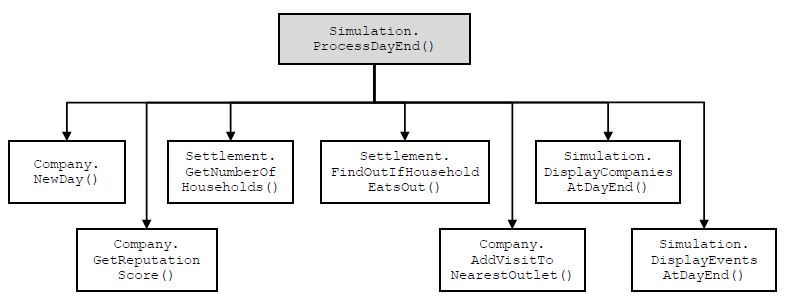 Simulation.
ProcessDayEnd()
Company.
NewDay()
Settlement.
GetNumberOf
Households()
Settlement.
FindOutIfHousehold
EatsOut()
Simulation.
DisplayCompanies
AtDayEnd()
Company.
GetReputation
Score()
Company.
AddVisitTo
NearestOutlet()
Simulation.
DisplayEvents
AtDayEnd()